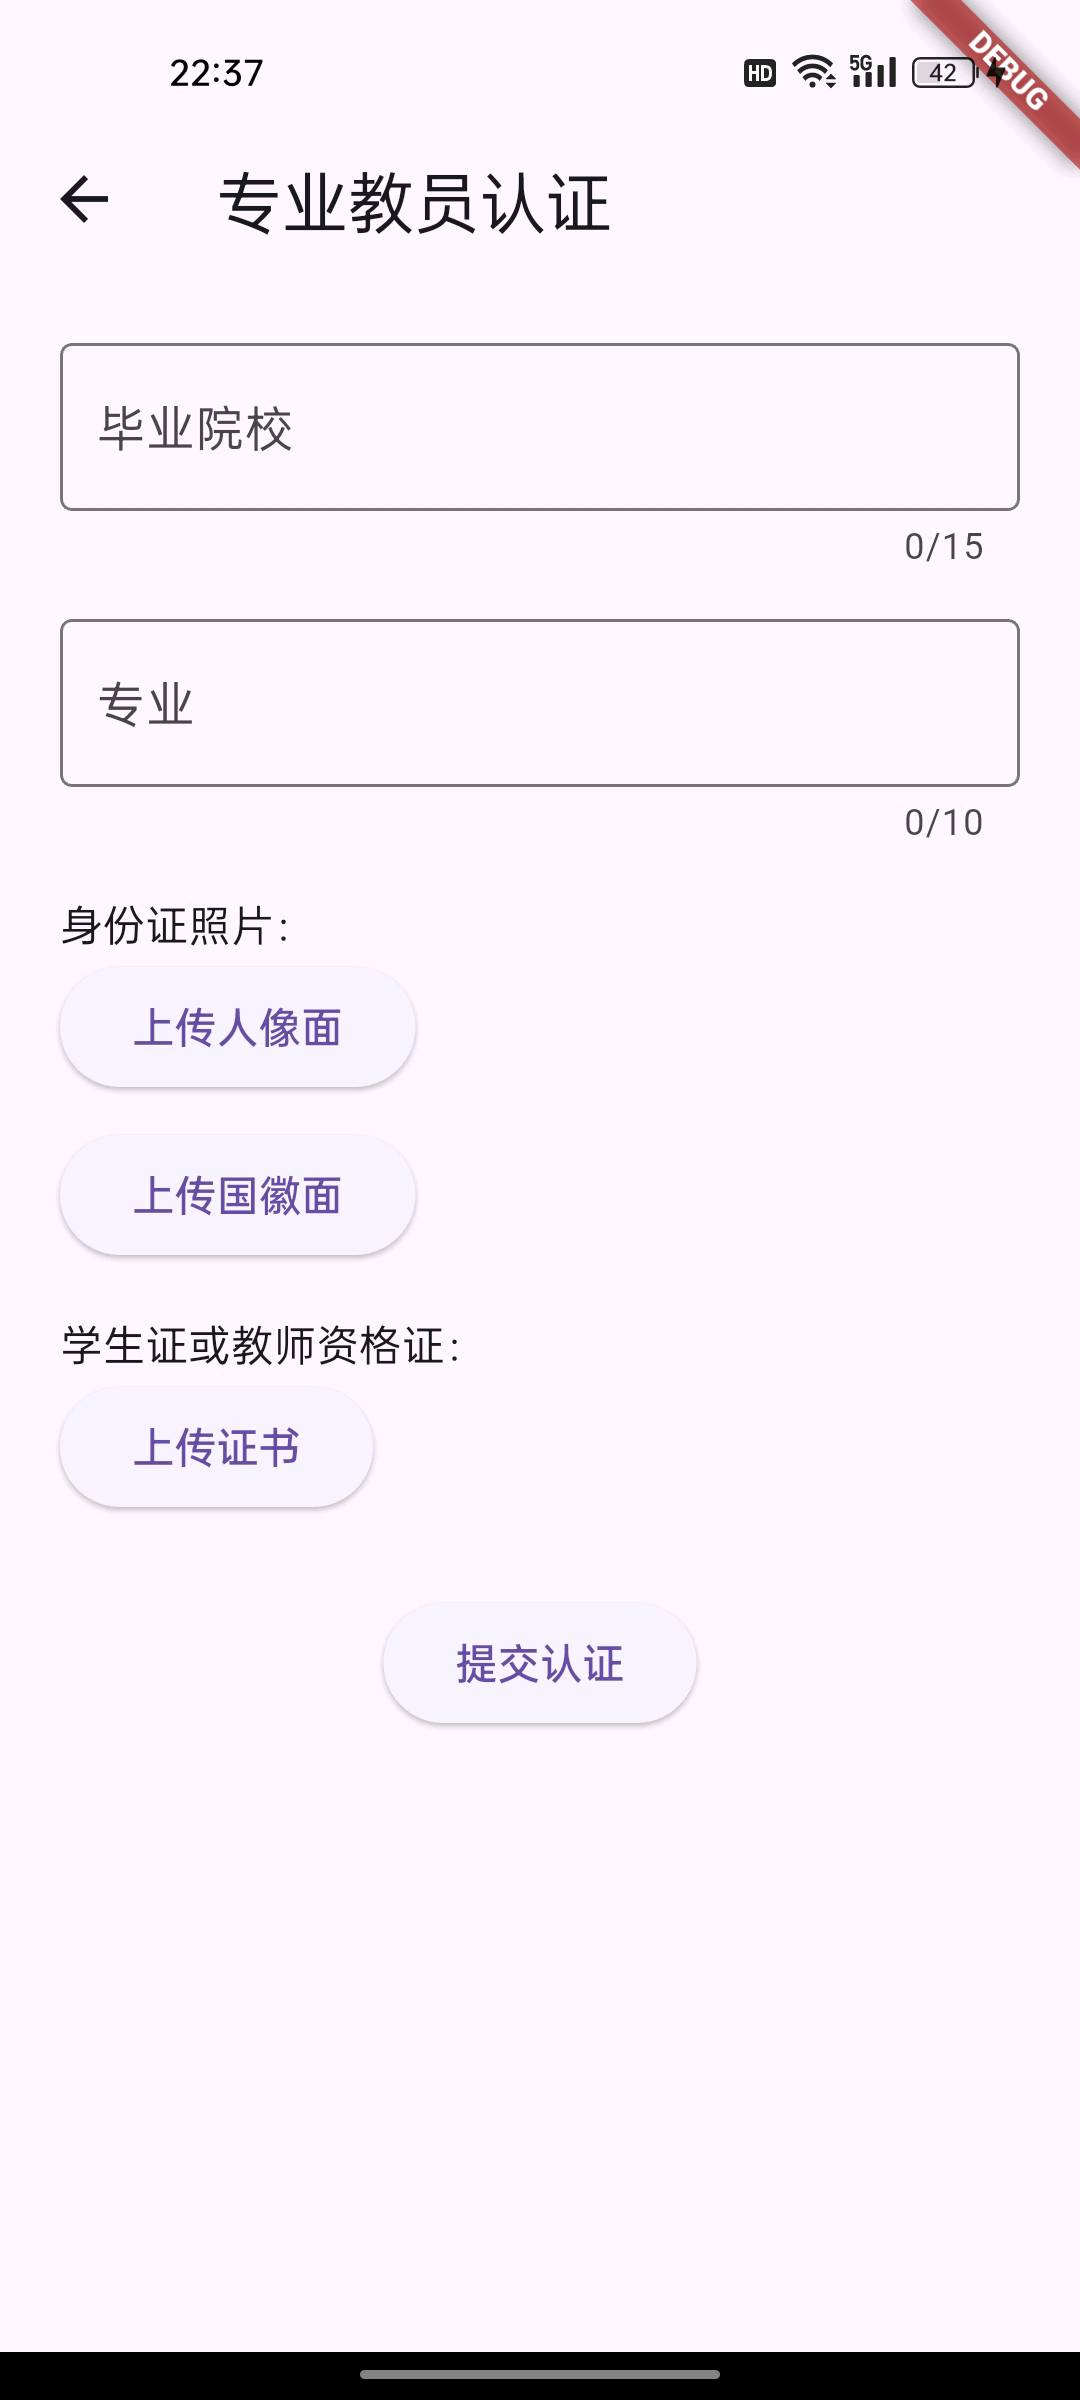 22:37
HD 5G 42
DEBUG
专业教员认证
毕业院校
0/15
专业
0/10
身份证照片:
上传人像面
上传国徽面
学生证或教师资格证:
上传证书
提交认证